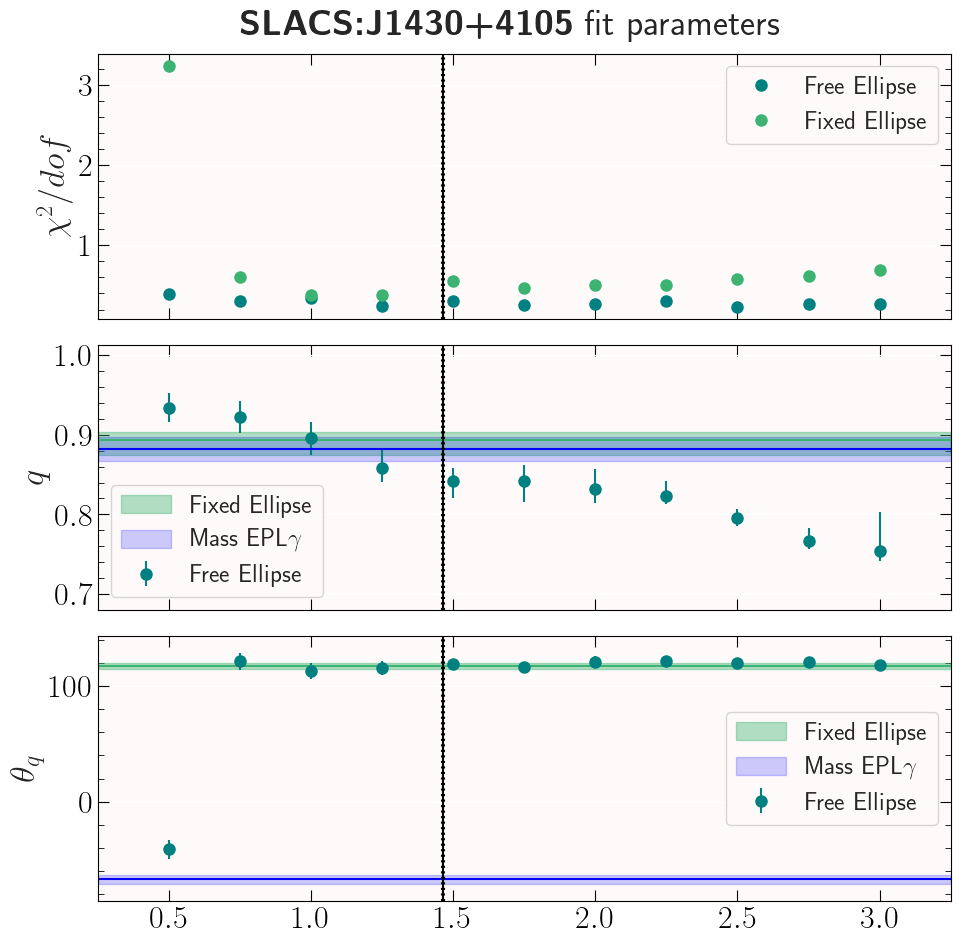 SLACS:J1430+4105 fit parameters
3
2
1
χ²/dof
Free Ellipse
Fixed Ellipse
1.0
0.9
0.8
0.7
q
Fixed Ellipse
Mass EPLγ
Free Ellipse
100
0
θq
Fixed Ellipse
Mass EPLγ
Free Ellipse
0.5 1.0 1.5 2.0 2.5 3.0